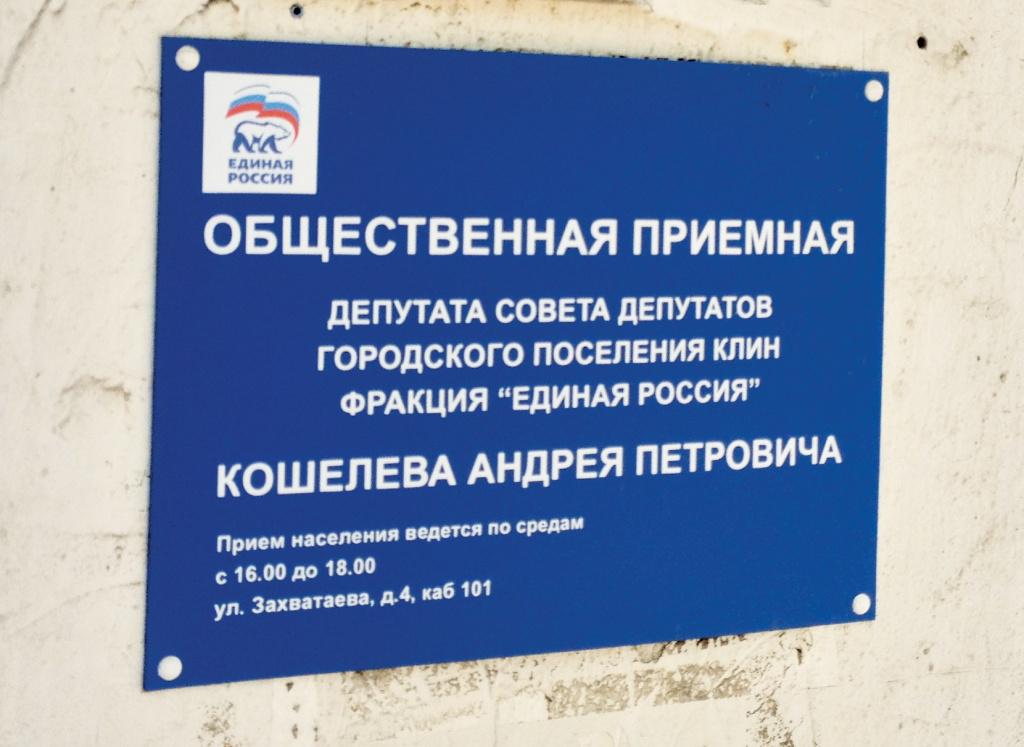 ЕДИНАЯ
РОССИЯ
ОБЩЕСТВЕННАЯ ПРИЕМНАЯ
ДЕПУТАТА СОВЕТА ДЕПУТАТОВ
ГОРОДСКОГО ПОСЕЛЕНИЯ КЛИН
ФРАКЦИЯ “ЕДИНАЯ РОССИЯ”
КОШЕЛЕВА АНДРЕЯ ПЕТРОВИЧА
Прием населения ведется по средам
с 16.00 до 18.00
ул. Захватаева, д.4, каб 101